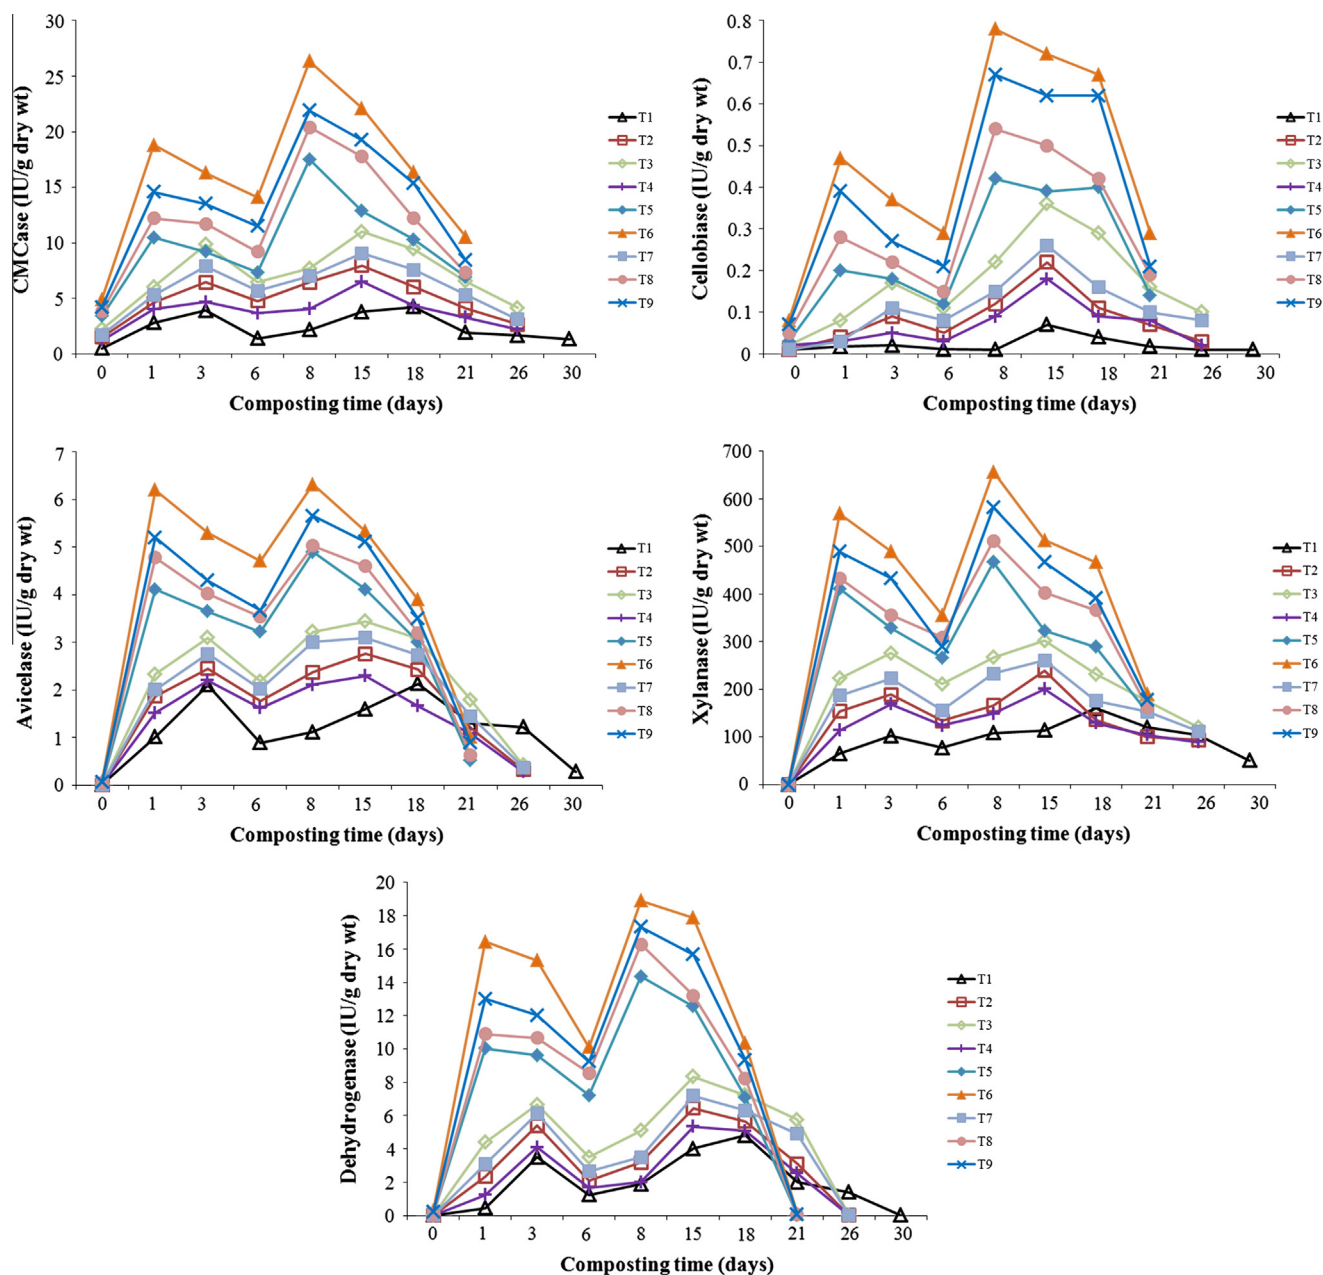 30
25
20
15
10
5
0
CMCase (IU/g dry wt)
0 1 3 6 8 15 18 21 26 30
Composting time (days)
T1
T2
T3
T4
T5
T6
T7
T8
T9
0.8
0.7
0.6
0.5
0.4
0.3
0.2
0.1
0
Cellobiase (IU/g dry wt)
0 1 3 6 8 15 18 21 26 30
Composting time (days)
T1
T2
T3
T4
T5
T6
T7
T8
T9
7
6
5
4
3
2
1
0
Avicelase (IU/g dry wt)
0 1 3 6 8 15 18 21 26 30
Composting time (days)
T1
T2
T3
T4
T5
T6
T7
T8
T9
700
600
500
400
300
200
100
0
Xylanase (IU/g dry wt)
0 1 3 6 8 15 18 21 26 30
Composting time (days)
T1
T2
T3
T4
T5
T6
T7
T8
T9
20
18
16
14
12
10
8
6
4
2
0
Dehydrogenase (IU/g dry wt)
0 1 3 6 8 15 18 21 26 30
Composting time (days)
T1
T2
T3
T4
T5
T6
T7
T8
T9